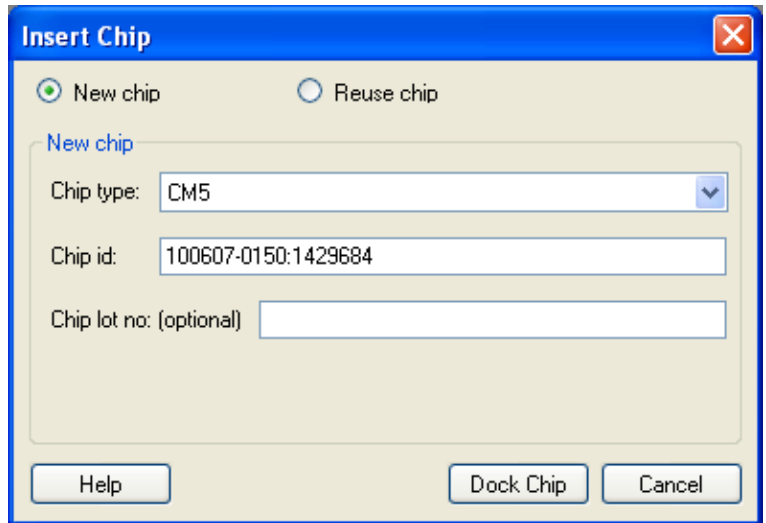 Insert Chip
New chip Reuse chip
New chip
Chip type: CM5
Chip id: 100607-0150:1429684
Chip lot no: (optional)
Help Dock Chip Cancel